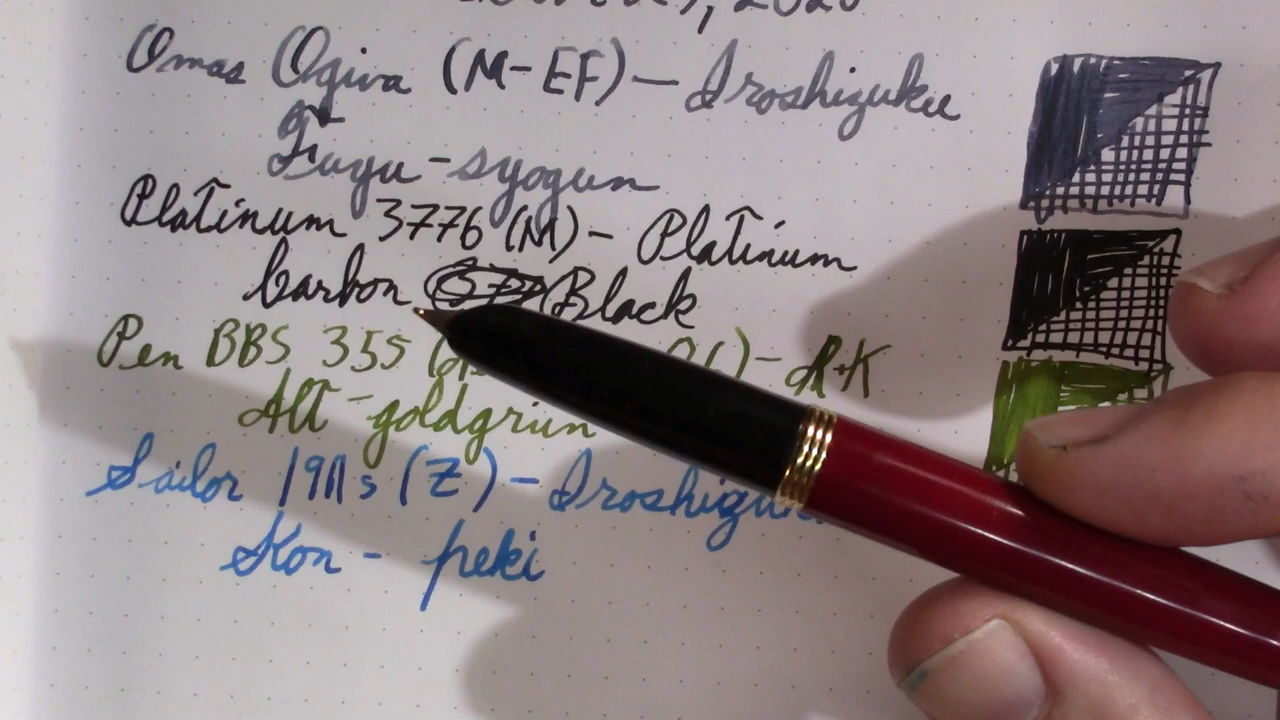 , 2020
Omas Ogiva (M-EF) — Iroshizuku
Fuyu-syogun
Platinum 3776 (M) - Platinum
Carbon Black
Pen BBS 355 ) - R+K
Alt-goldgrün
Sailor 1911s (Z) - Iroshizuku
Kon - peki